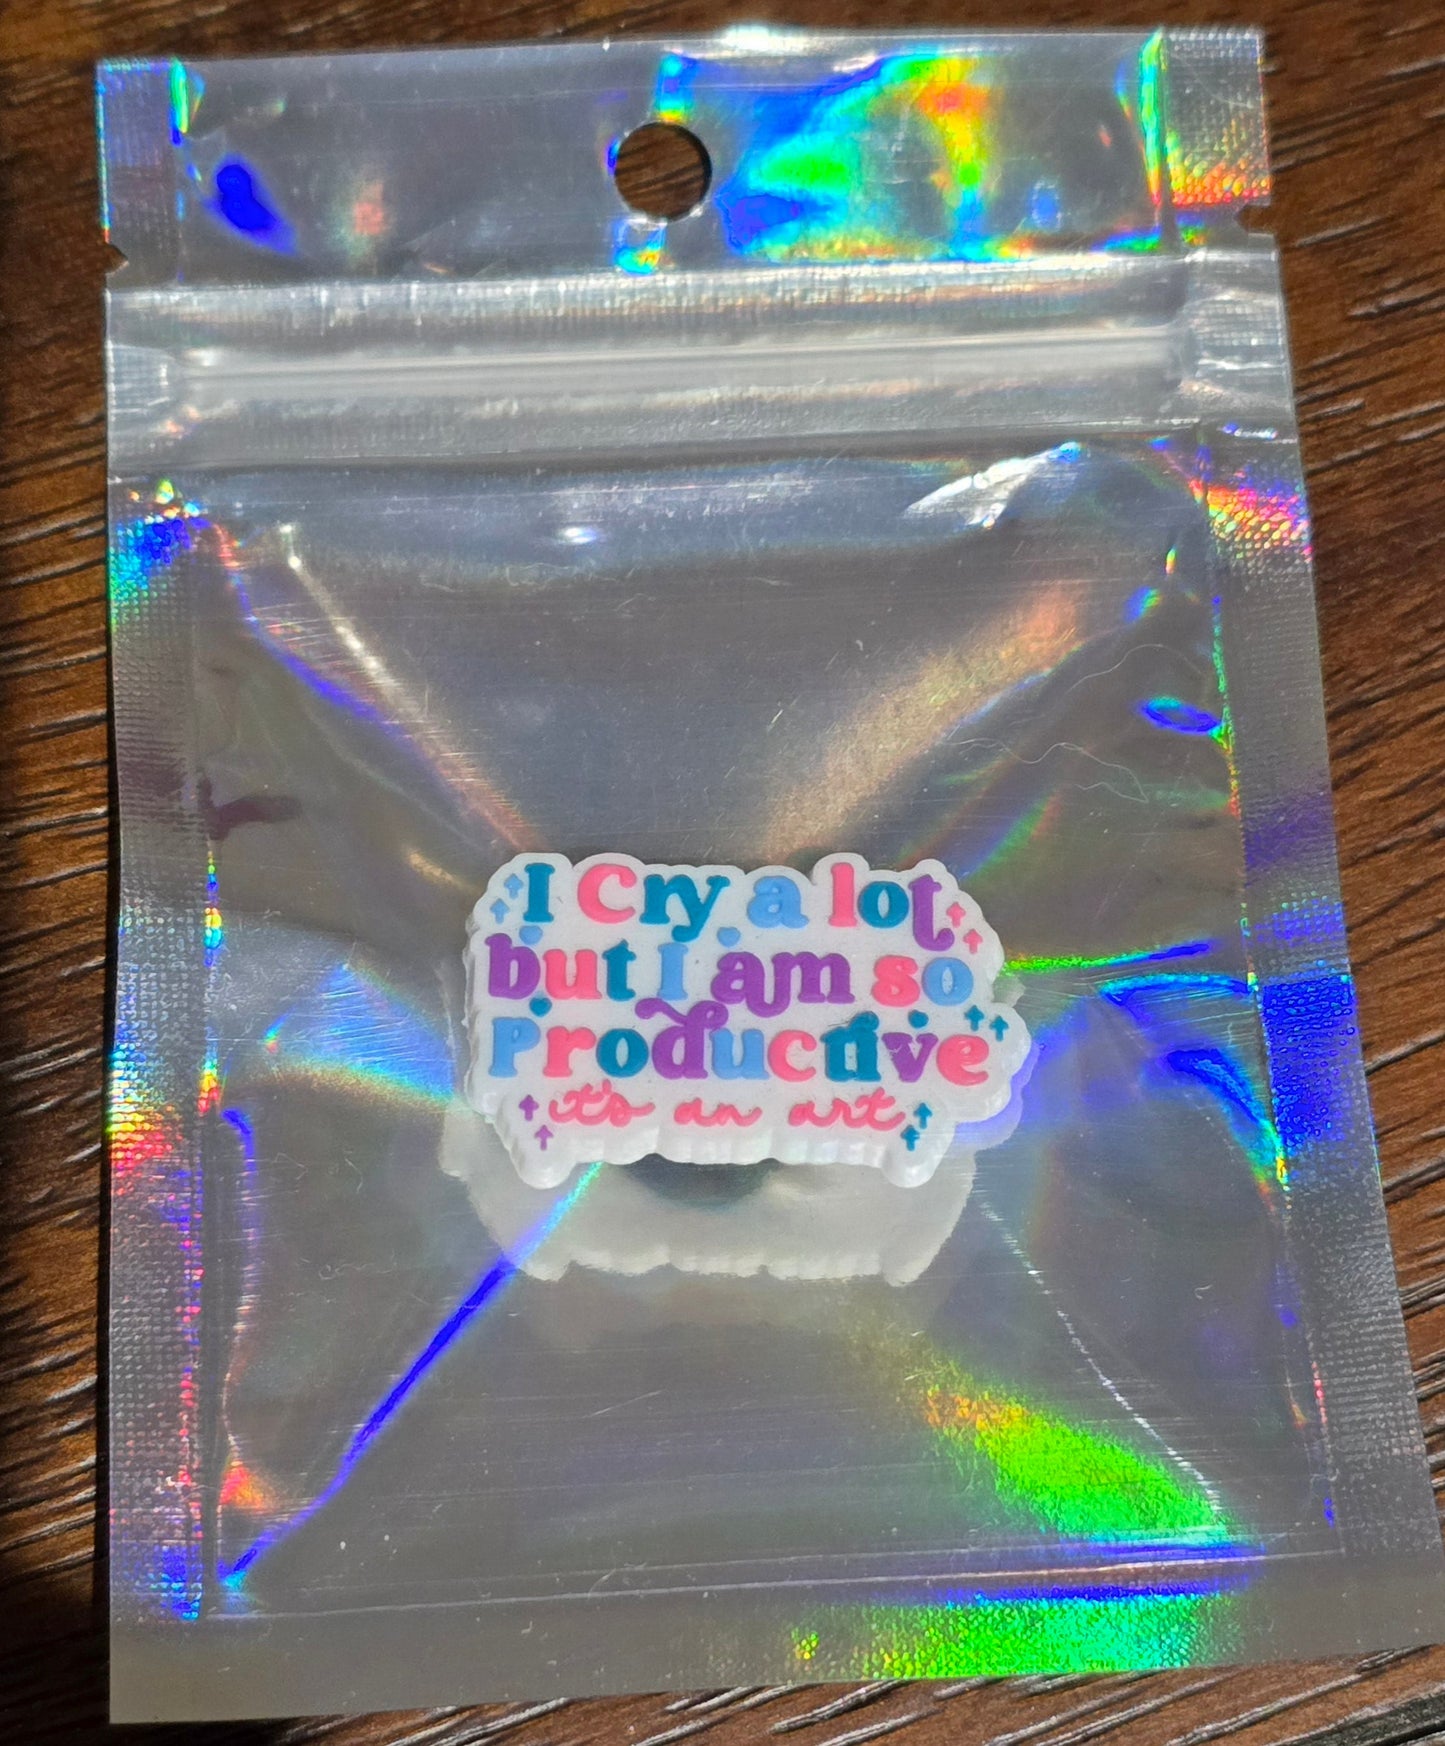 I Cry a lot
but I am so
Productive
it's an art